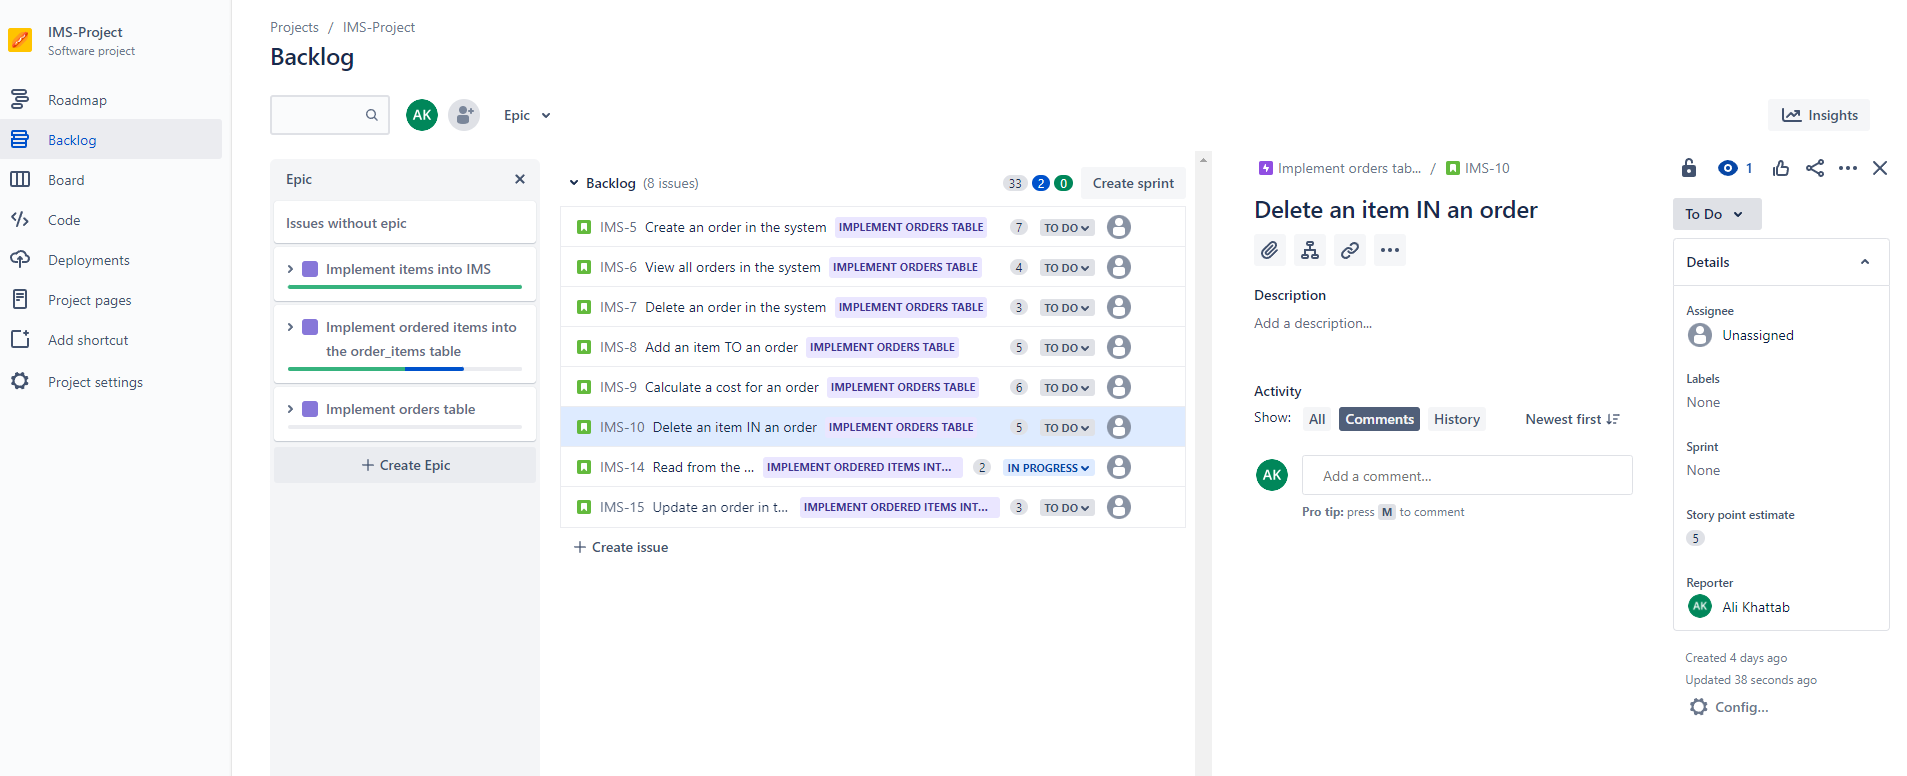 IMS-Project
Software project
Roadmap
Backlog
Board
Code
Deployments
Project pages
Add shortcut
Project settings
Projects / IMS-Project
Backlog
AK
Epic
Insights
Epic
Issues without epic
Implement items into IMS
Implement ordered items into
the order_items table
Implement orders table
+ Create Epic
Backlog (8 issues) 33 2 0 Create sprint
IMS-5 Create an order in the system IMPLEMENT ORDERS TABLE 7 TO DO
IMS-6 View all orders in the system IMPLEMENT ORDERS TABLE 4 TO DO
IMS-7 Delete an order in the system IMPLEMENT ORDERS TABLE 3 TO DO
IMS-8 Add an item TO an order IMPLEMENT ORDERS TABLE 5 TO DO
IMS-9 Calculate a cost for an order IMPLEMENT ORDERS TABLE 6 TO DO
IMS-10 Delete an item IN an order IMPLEMENT ORDERS TABLE 5 TO DO
IMS-14 Read from the ... IMPLEMENT ORDERED ITEMS INT... 2 IN PROGRESS
IMS-15 Update an order in t... IMPLEMENT ORDERED ITEMS INT... 3 TO DO
+ Create issue
Implement orders tab... / IMS-10
1
Delete an item IN an order
Description
Add a description...
Activity
Show: All Comments History Newest first
AK
Add a comment...
Pro tip: press M to comment
To Do
Details
Assignee
Unassigned
Labels
None
Sprint
None
Story point estimate
5
Reporter
AK Ali Khattab
Created 4 days ago
Updated 38 seconds ago
Config...